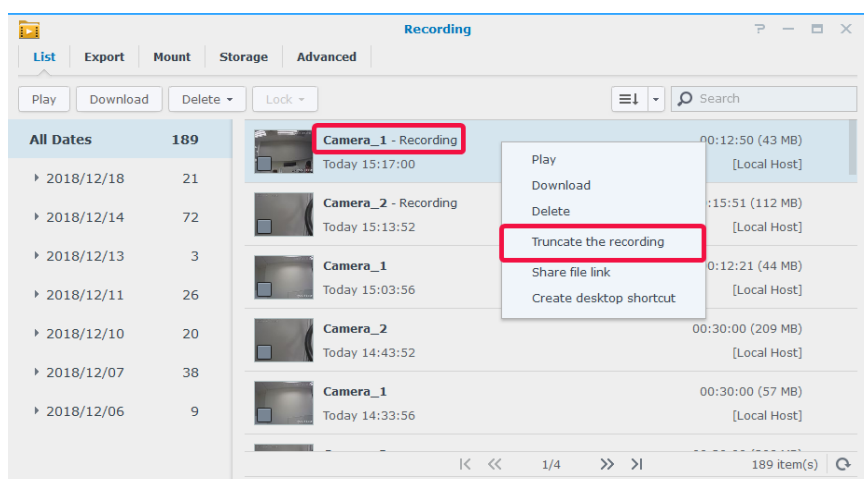 Recording
List Export Mount Storage Advanced
Play Download Delete Lock Search
All Dates 189
2018/12/18 21
2018/12/14 72
2018/12/13 3
2018/12/11 26
2018/12/10 20
2018/12/07 38
2018/12/06 9
Camera_1 - Recording 00:12:50 (43 MB)
Today 15:17:00 [Local Host]
Camera_2 - Recording :15:51 (112 MB)
Today 15:13:52 [Local Host]
Camera_1 0:12:21 (44 MB)
Today 15:03:56 [Local Host]
Camera_2 00:30:00 (209 MB)
Today 14:43:52 [Local Host]
Camera_1 00:30:00 (57 MB)
Today 14:33:56 [Local Host]
Play
Download
Delete
Truncate the recording
Share file link
Create desktop shortcut
1/4 189 item(s)